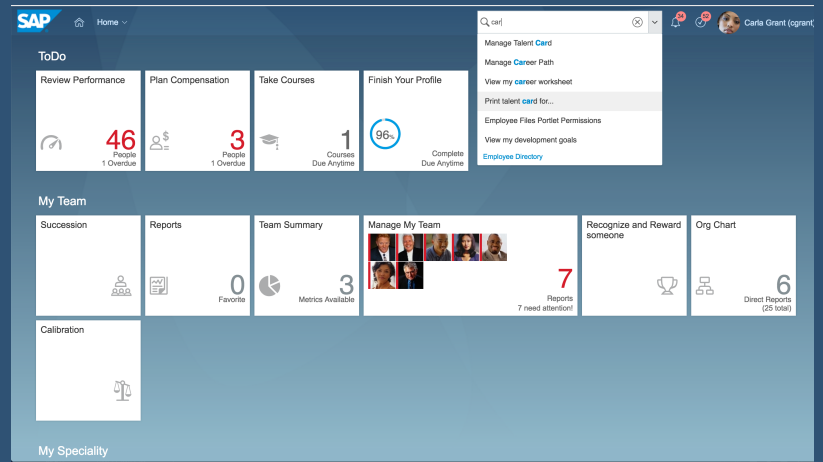 SAP
Home
car
34
52
Carla Grant (cgrant)
Manage Talent Card
Manage Career Path
View my career worksheet
Print talent card for...
Employee Files Portlet Permissions
View my development goals
Employee Directory
ToDo
Review Performance
46
People
1 Overdue
Plan Compensation
$
3
People
1 Overdue
Take Courses
1
Courses
Due Anytime
Finish Your Profile
96%
Complete
Due Anytime
My Team
Succession
Reports
0
Favorite
Team Summary
3
Metrics Available
Manage My Team
7
Reports
7 need attention!
Recognize and Reward
someone
Org Chart
6
Direct Reports
(25 total)
Calibration
My Speciality